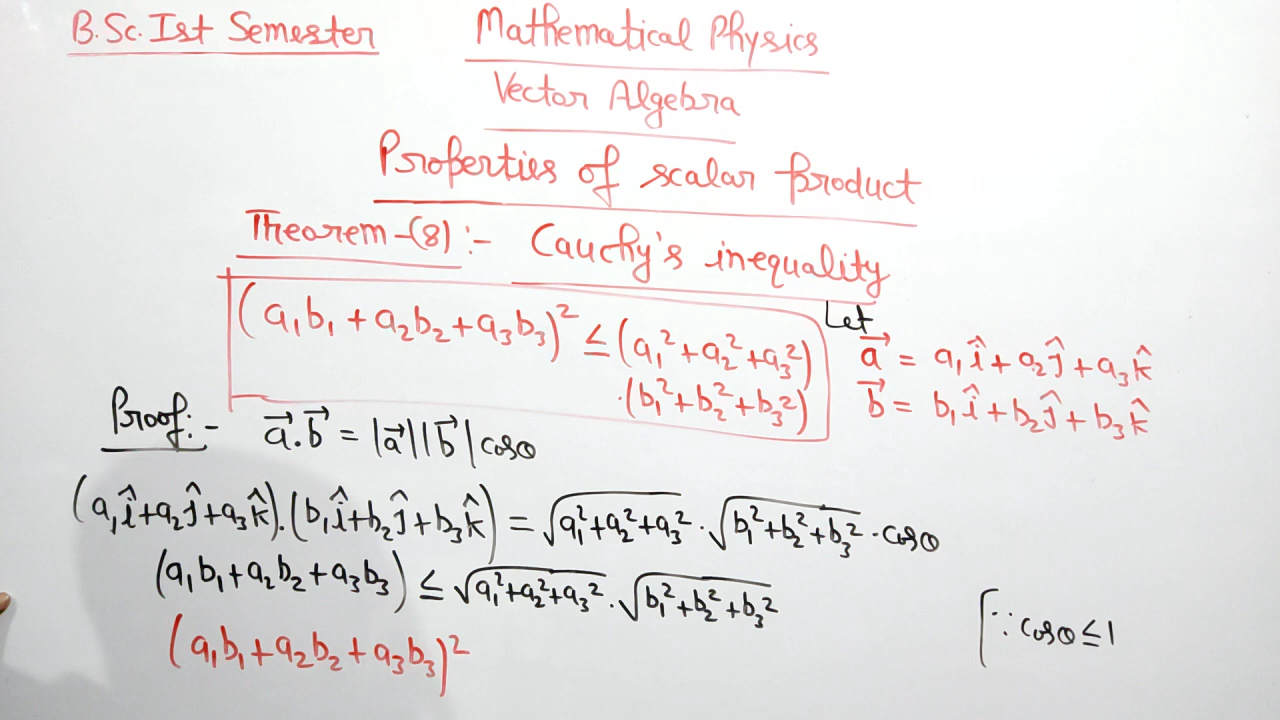 B.Sc. Ist Semester
Mathematical Physics
Vector Algebra
Properties of scalar product
Theorem-(8):- Cauchy's inequality
(a₁b₁ + a₂b₂ + a₃b₃)² ≤ (a₁² + a₂² + a₃²)
·(b₁² + b₂² + b₃²)
Let
a⃗ = a₁î + a₂ĵ + a₃k̂
b⃗ = b₁î + b₂ĵ + b₃k̂
Proof:- a⃗.b⃗ = |a⃗||b⃗| cosθ
(a₁î+a₂ĵ+a₃k̂).(b₁î+b₂ĵ+b₃k̂) = √(a₁²+a₂²+a₃²) · √(b₁²+b₂²+b₃²) · cosθ
(a₁b₁+a₂b₂+a₃b₃) ≤ √(a₁²+a₂²+a₃²) · √(b₁²+b₂²+b₃²)
[∵ cosθ ≤ 1
(a₁b₁+a₂b₂+a₃b₃)²